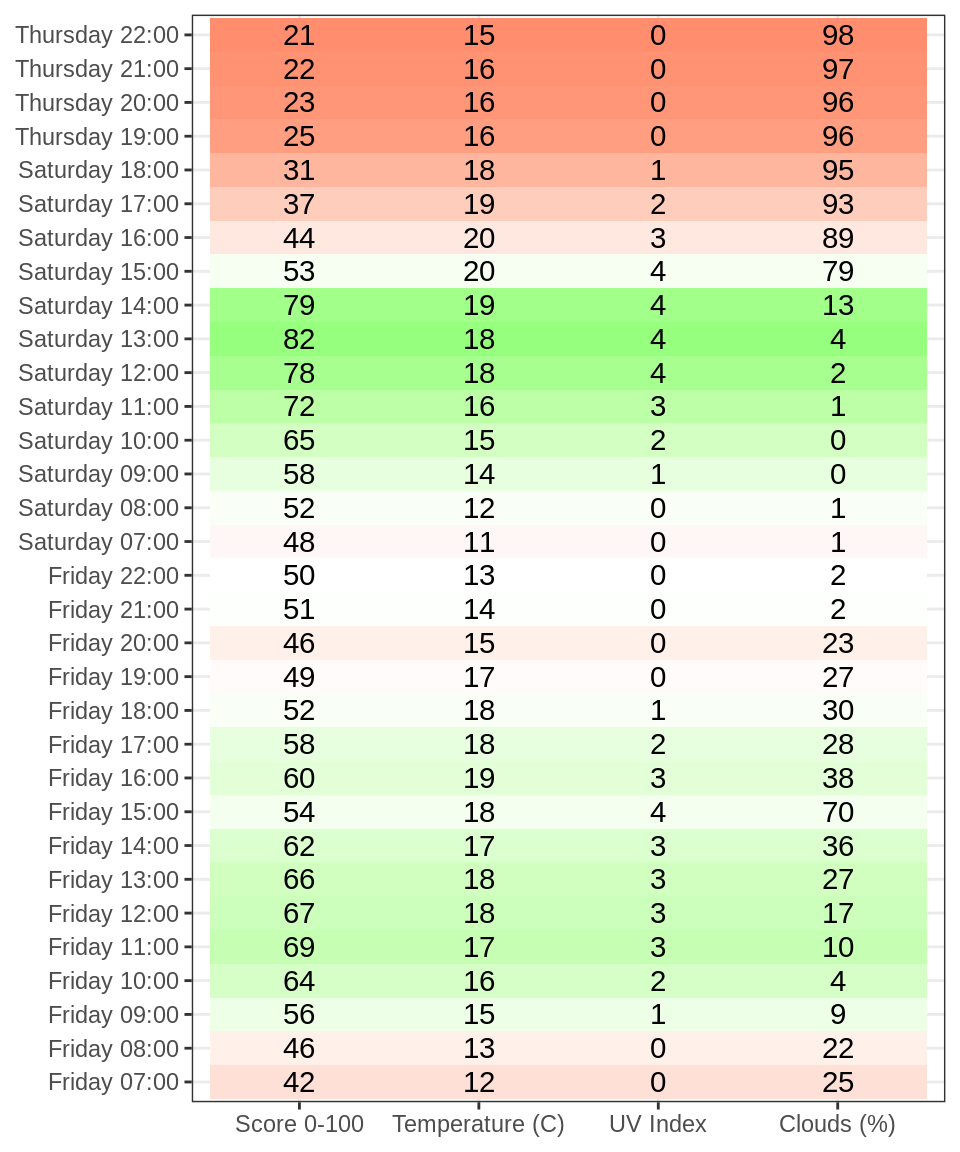 Thursday 22:00 21 15 0 98
Thursday 21:00 22 16 0 97
Thursday 20:00 23 16 0 96
Thursday 19:00 25 16 0 96
Saturday 18:00 31 18 1 95
Saturday 17:00 37 19 2 93
Saturday 16:00 44 20 3 89
Saturday 15:00 53 20 4 79
Saturday 14:00 79 19 4 13
Saturday 13:00 82 18 4 4
Saturday 12:00 78 18 4 2
Saturday 11:00 72 16 3 1
Saturday 10:00 65 15 2 0
Saturday 09:00 58 14 1 0
Saturday 08:00 52 12 0 1
Saturday 07:00 48 11 0 1
Friday 22:00 50 13 0 2
Friday 21:00 51 14 0 2
Friday 20:00 46 15 0 23
Friday 19:00 49 17 0 27
Friday 18:00 52 18 1 30
Friday 17:00 58 18 2 28
Friday 16:00 60 19 3 38
Friday 15:00 54 18 4 70
Friday 14:00 62 17 3 36
Friday 13:00 66 18 3 27
Friday 12:00 67 18 3 17
Friday 11:00 69 17 3 10
Friday 10:00 64 16 2 4
Friday 09:00 56 15 1 9
Friday 08:00 46 13 0 22
Friday 07:00 42 12 0 25
Score 0-100 Temperature (C) UV Index Clouds (%)